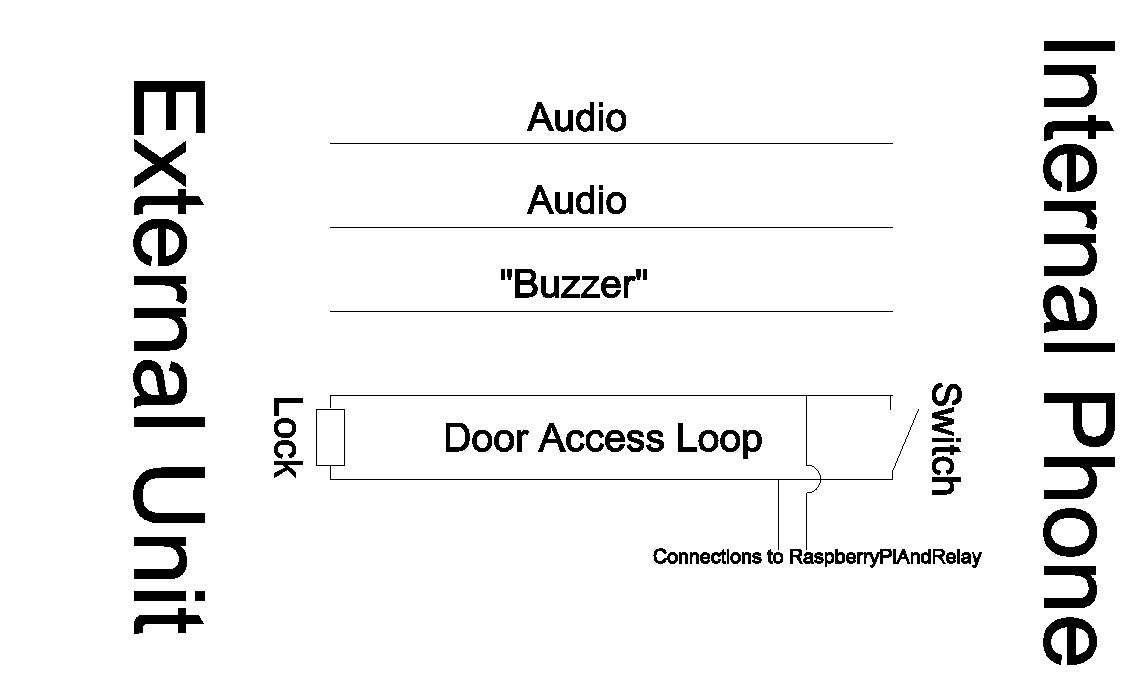 External Unit
Audio
Audio
"Buzzer"
Lock
Door Access Loop
Switch
Connections to RaspberryPIAndRelay
Internal Phone